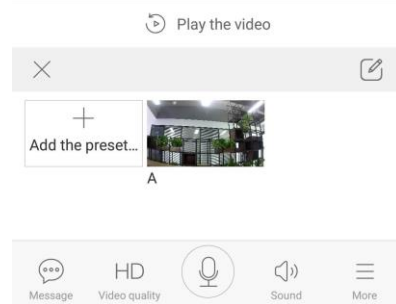 Play the video
Add the preset...
A
HD
Message
Video quality
Sound
More